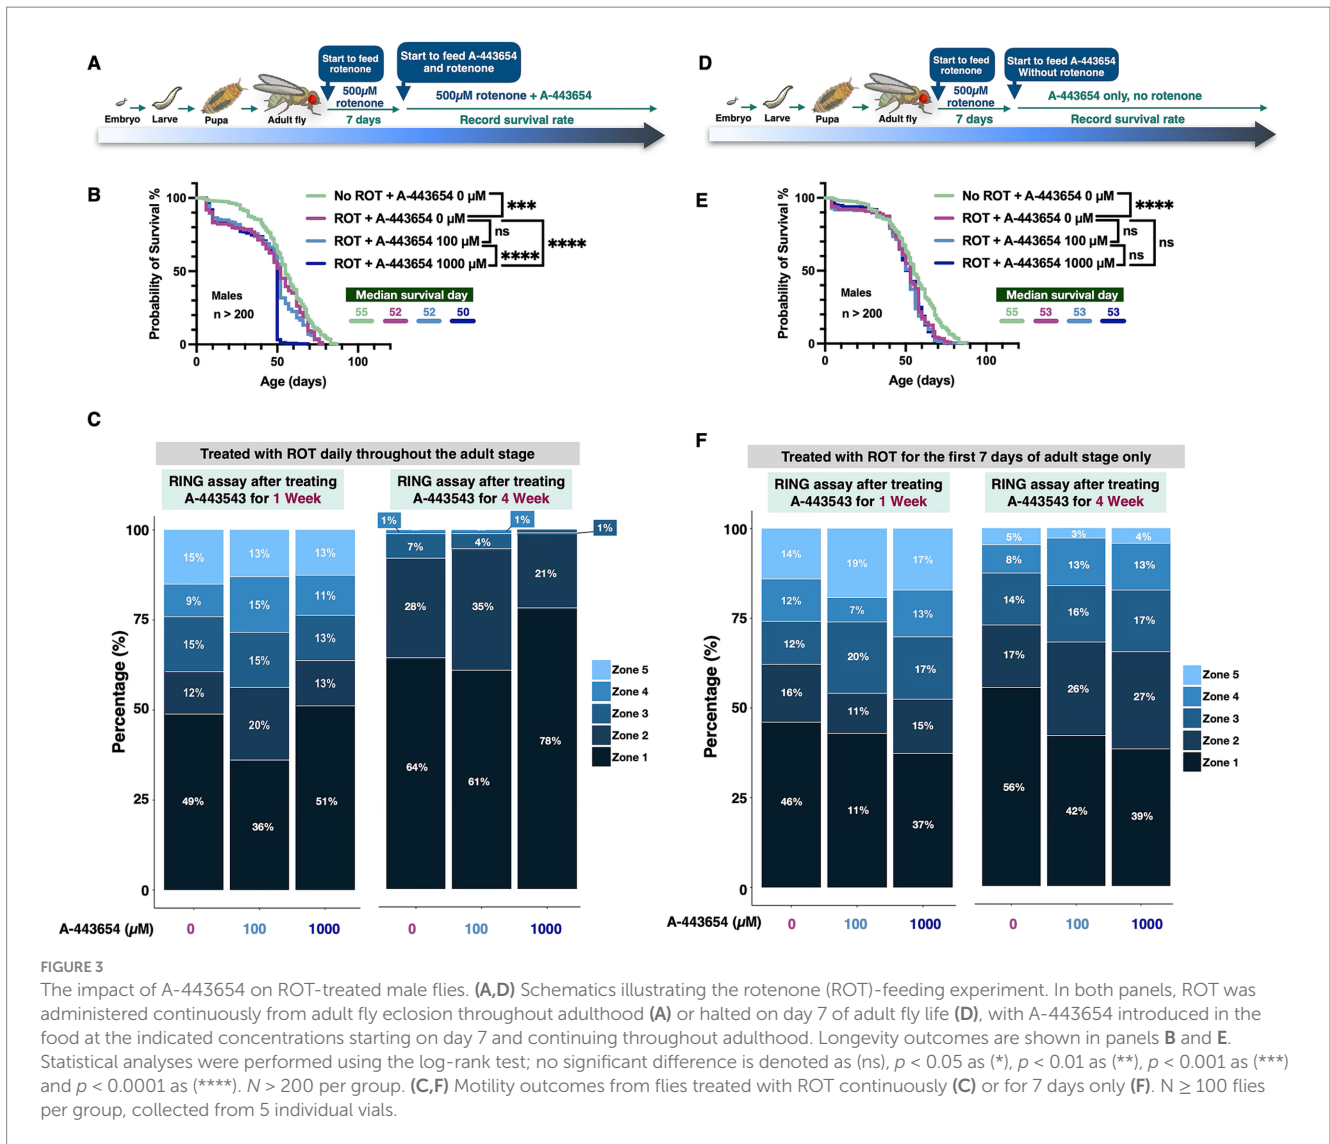 A
Start to feed
rotenone
Start to feed A-443654
and rotenone
500µM
rotenone
500µM rotenone + A-443654
Embryo Larve Pupa Adult fly
7 days
Record survival rate
B
Probability of Survival %
100
50
0
No ROT + A-443654 0 µM
ROT + A-443654 0 µM
ROT + A-443654 100 µM
ROT + A-443654 1000 µM
***
ns
****
****
Males
n > 200
Median survival day
55 52 52 50
0 50 100
Age (days)
C
Treated with ROT daily throughout the adult stage
RING assay after treating
A-443543 for 1 Week
RING assay after treating
A-443543 for 4 Week
Percentage (%)
100
75
50
25
0
15% 13% 13%
9% 15% 11%
15% 15% 13%
12% 20% 13%
49% 36% 51%
1% 1% 1%
7% 4%
28% 35% 21%
64% 61% 78%
Zone 5
Zone 4
Zone 3
Zone 2
Zone 1
A-443654 (µM) 0 100 1000 0 100 1000
D
Start to feed
rotenone
Start to feed A-443654
Without rotenone
500µM
rotenone
A-443654 only, no rotenone
Embryo Larve Pupa Adult fly
7 days
Record survival rate
E
Probability of Survival %
100
50
0
No ROT + A-443654 0 µM
ROT + A-443654 0 µM
ROT + A-443654 100 µM
ROT + A-443654 1000 µM
****
ns
ns
ns
Males
n > 200
Median survival day
55 53 53 53
0 50 100
Age (days)
F
Treated with ROT for the first 7 days of adult stage only
RING assay after treating
A-443543 for 1 Week
RING assay after treating
A-443543 for 4 Week
Percentage (%)
100
75
50
25
0
14% 19% 17%
12% 7% 13%
12% 20% 17%
16% 11% 15%
46% 11% 37%
5% 3% 4%
8% 13% 13%
14% 16% 17%
17% 26% 27%
56% 42% 39%
Zone 5
Zone 4
Zone 3
Zone 2
Zone 1
A-443654 (µM) 0 100 1000 0 100 1000
FIGURE 3
The impact of A-443654 on ROT-treated male flies. (A,D) Schematics illustrating the rotenone (ROT)-feeding experiment. In both panels, ROT was
administered continuously from adult fly eclosion throughout adulthood (A) or halted on day 7 of adult fly life (D), with A-443654 introduced in the
food at the indicated concentrations starting on day 7 and continuing throughout adulthood. Longevity outcomes are shown in panels B and E.
Statistical analyses were performed using the log-rank test; no significant difference is denoted as (ns), p < 0.05 as (*), p < 0.01 as (**), p < 0.001 as (***)
and p < 0.0001 as (****). N > 200 per group. (C,F) Motility outcomes from flies treated with ROT continuously (C) or for 7 days only (F). N ≥ 100 flies
per group, collected from 5 individual vials.